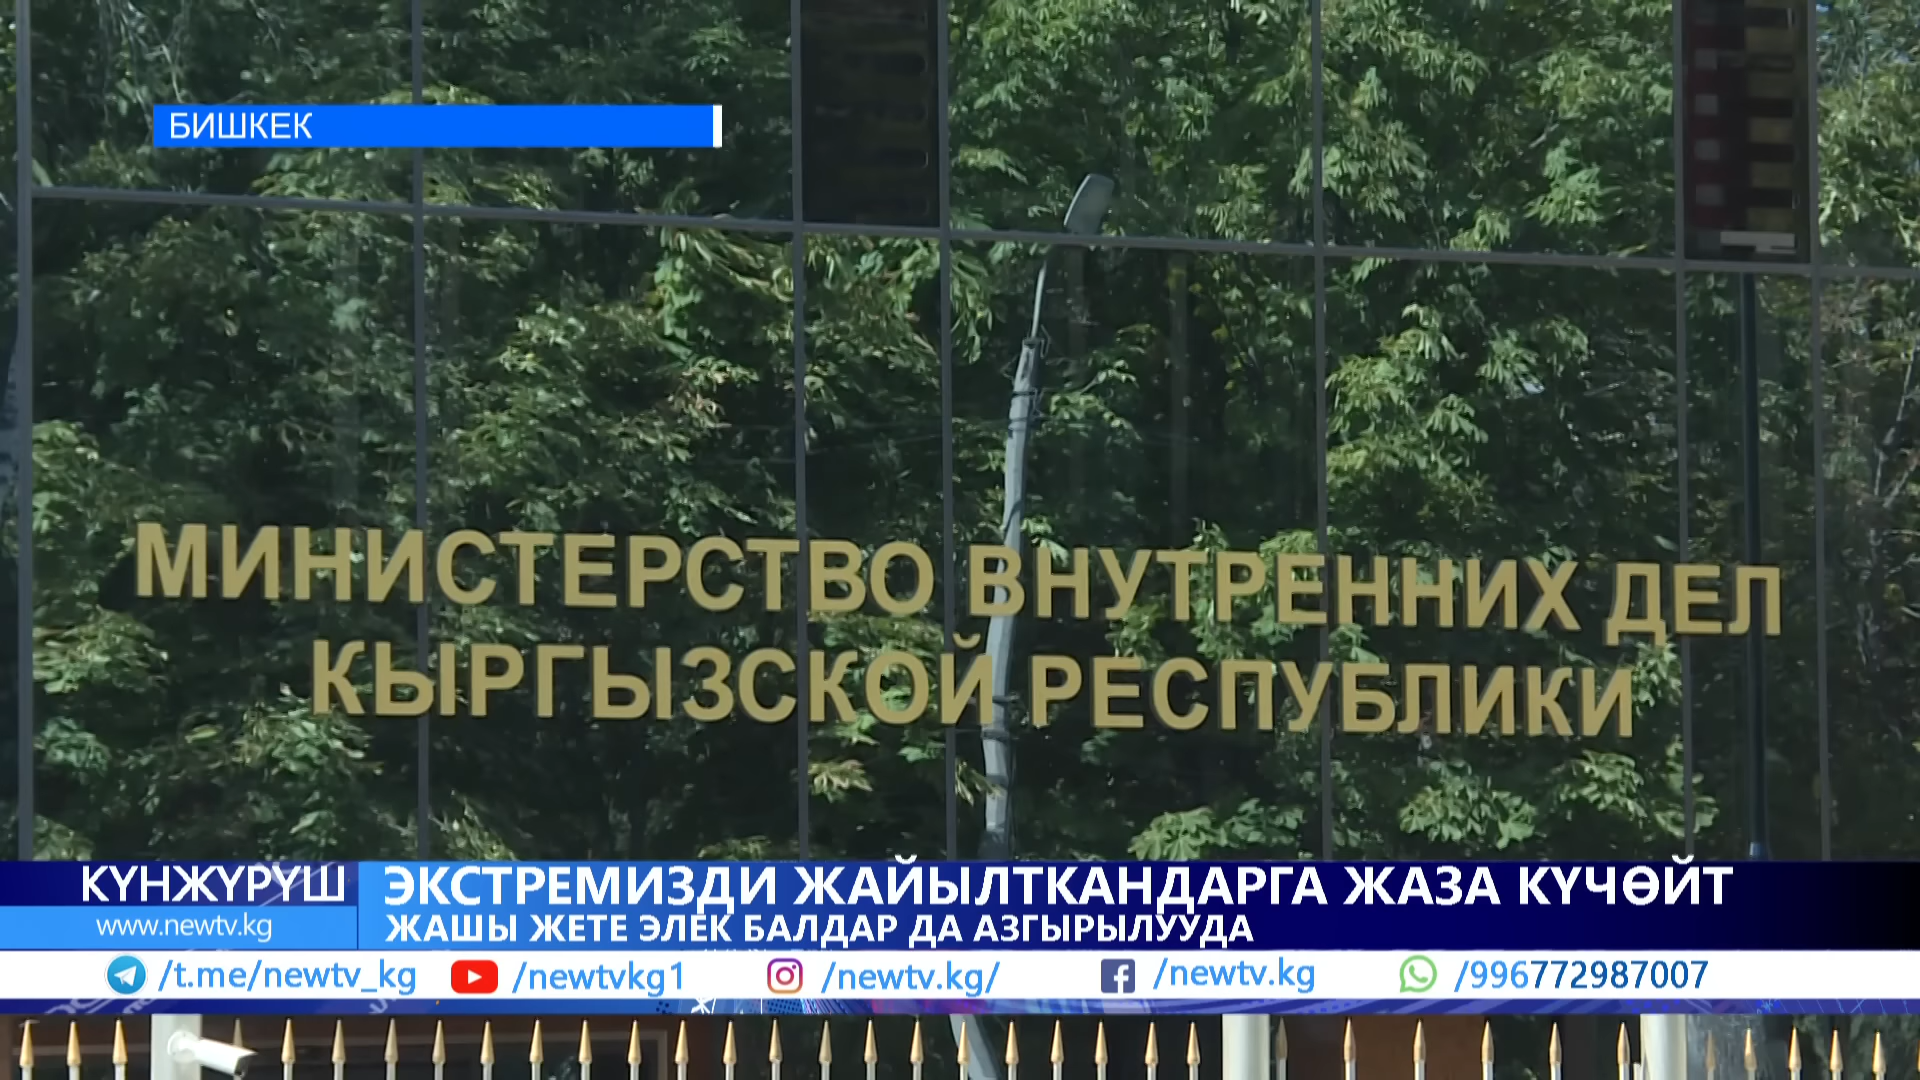 БИШКЕК
МИНИСТЕРСТВО ВНУТРЕННИХ ДЕЛ
КЫРГЫЗСКОЙ РЕСПУБЛИКИ
КҮНЖҮРҮШ
www.newtv.kg
ЭКСТРЕМИЗДИ ЖАЙЫЛТКАНДАРГА ЖАЗА КҮЧӨЙТ
ЖАШЫ ЖЕТЕ ЭЛЕК БАЛДАР ДА АЗГЫРЫЛУУДА
/t.me/newtv_kg /newtvkg1 /newtv.kg/ /newtv.kg /996772987007